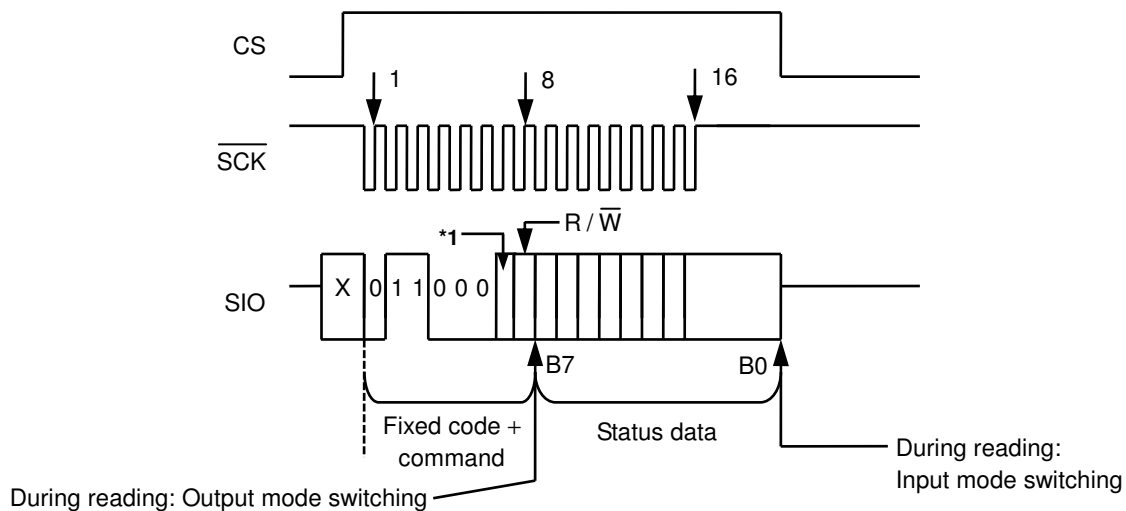 CS
1
8
16
SCK
*1
R / W
SIO
X
0
1 1
0 0 0
B7
B0
Fixed code +
command
Status data
During reading:
Input mode switching
During reading: Output mode switching